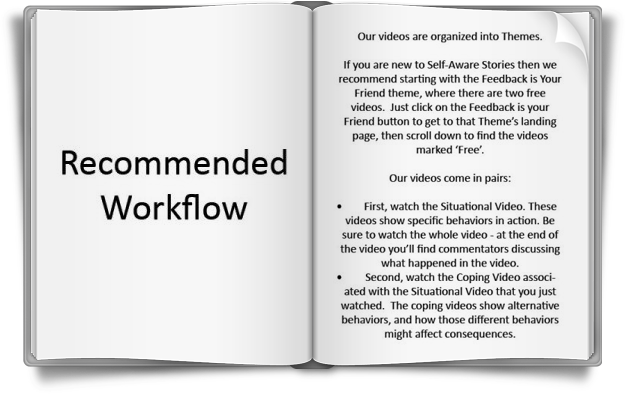 Recommended
Workflow
Our videos are organized into Themes.
If you are new to Self-Aware Stories then we
recommend starting with the Feedback is Your
Friend theme, where there are two free
videos.  Just click on the Feedback is your
Friend button to get to that Theme's landing
page, then scroll down to find the videos
marked 'Free'.
Our videos come in pairs:
• First, watch the Situational Video. These
videos show specific behaviors in action. Be
sure to watch the whole video - at the end of
the video you'll find commentators discussing
what happened in the video.
• Second, watch the Coping Video associ-
ated with the Situational Video that you just
watched.  The coping videos show alternative
behaviors, and how those different behaviors
might affect consequences.